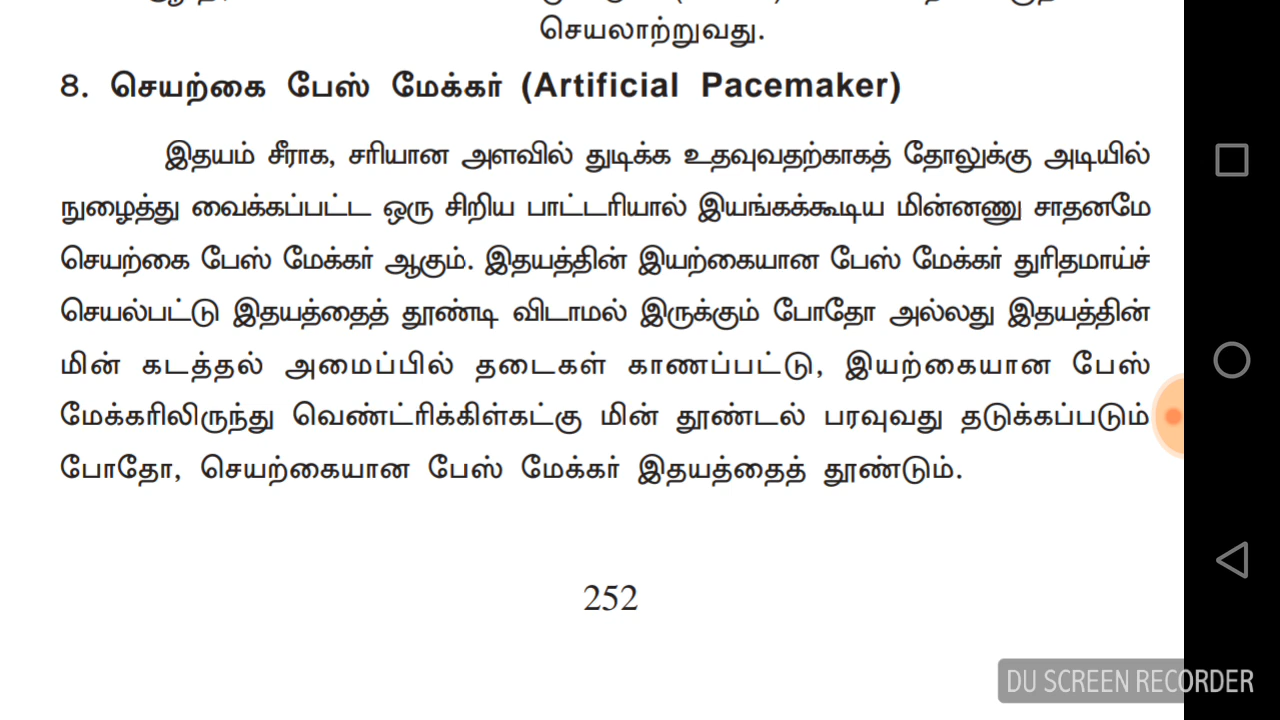 செயலாற்றுவது.
8. செயற்கை பேஸ் மேக்கர் (Artificial Pacemaker)
இதயம் சீராக, சரியான அளவில் துடிக்க உதவுவதற்காகத் தோலுக்கு அடியில்
நுழைத்து வைக்கப்பட்ட ஒரு சிறிய பாட்டரியால் இயங்கக்கூடிய மின்னணு சாதனமே
செயற்கை பேஸ் மேக்கர் ஆகும். இதயத்தின் இயற்கையான பேஸ் மேக்கர் துரிதமாய்ச்
செயல்பட்டு இதயத்தைத் தூண்டி விடாமல் இருக்கும் போதோ அல்லது இதயத்தின்
மின் கடத்தல் அமைப்பில் தடைகள் காணப்பட்டு, இயற்கையான பேஸ்
மேக்கரிலிருந்து வெண்ட்ரிக்கிள்கட்கு மின் தூண்டல் பரவுவது தடுக்கப்படும்
போதோ, செயற்கையான பேஸ் மேக்கர் இதயத்தைத் தூண்டும்.
252
DU SCREEN RECORDER